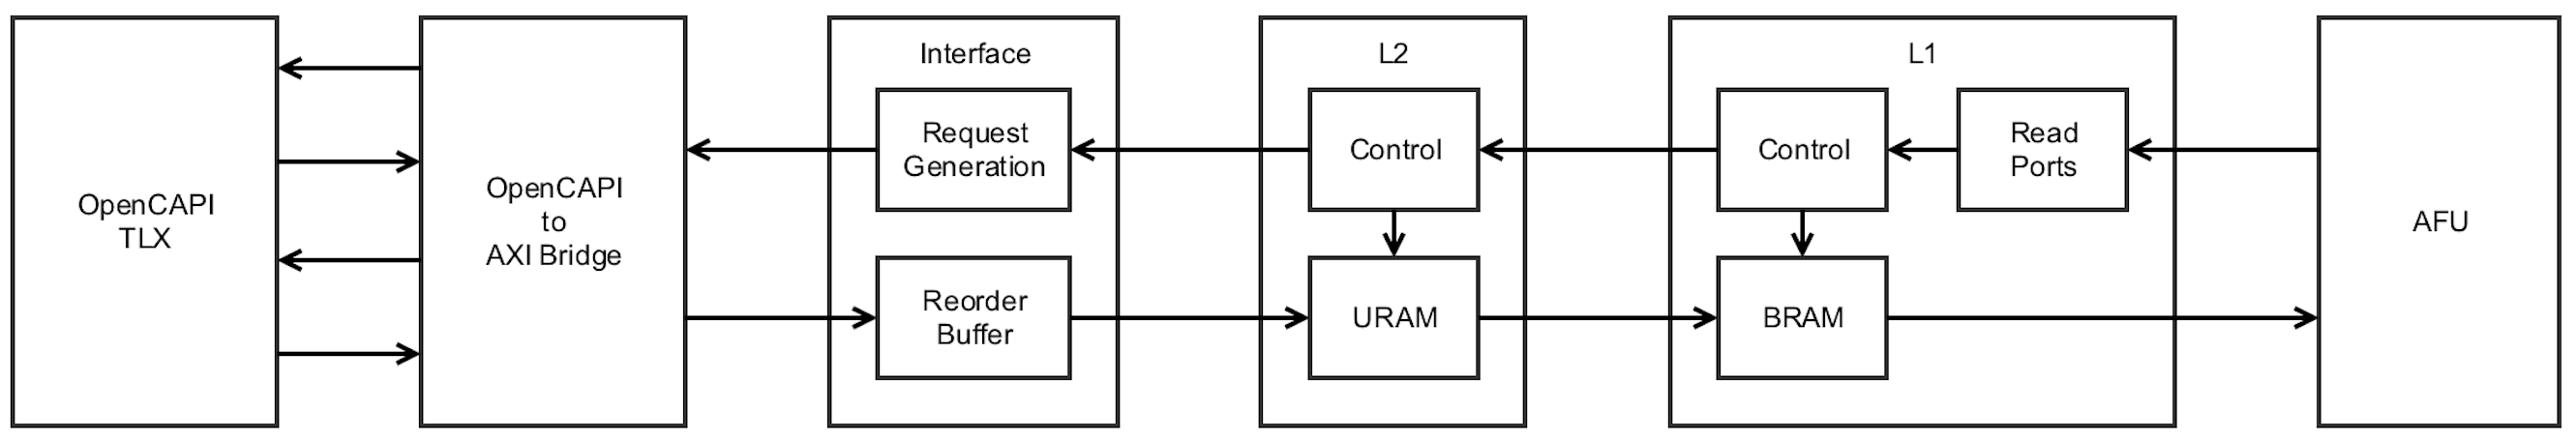 OpenCAPI
TLX
OpenCAPI
to
AXI Bridge
Interface
Request
Generation
Reorder
Buffer
L2
Control
URAM
L1
Control
Read
Ports
BRAM
AFU